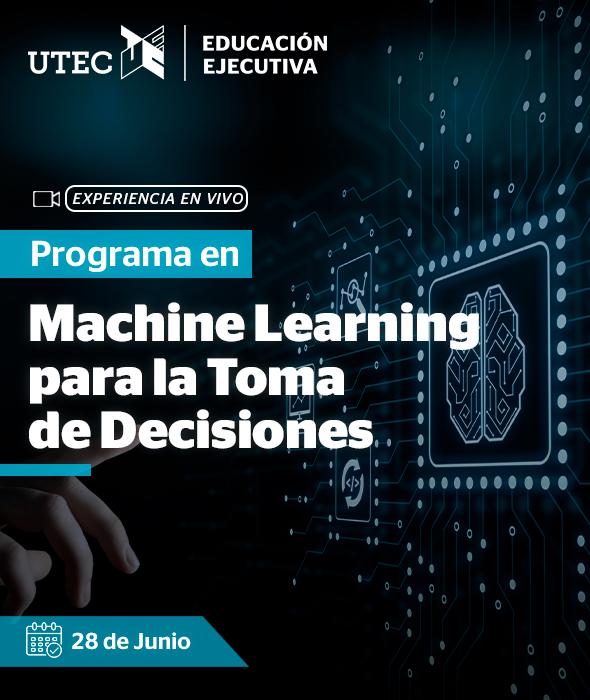 UTEC
EDUCACIÓN
EJECUTIVA
EXPERIENCIA EN VIVO
Programa en
Machine Learning
para la Toma
de Decisiones
</>
28 de Junio